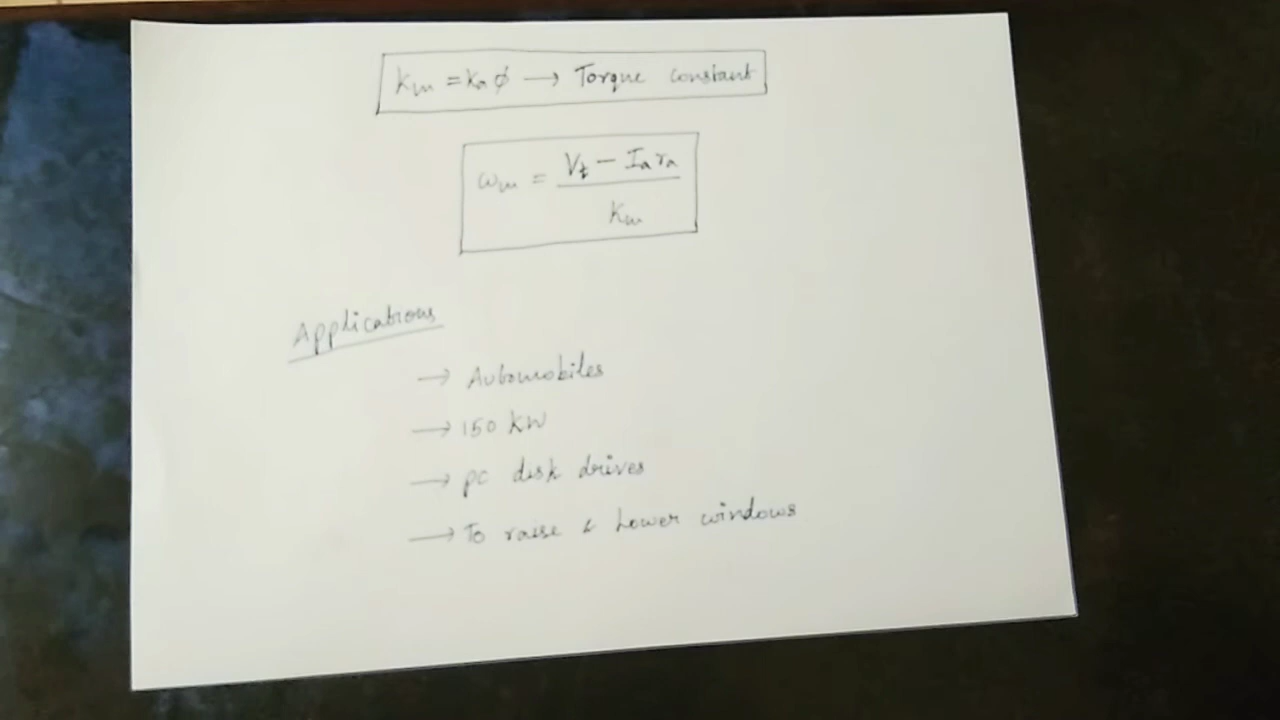 Km = Ka φ → Torque constant
ωm = (Vt − Ia ra) / Km
Applications
→ Automobiles
→ 150 KW
→ PC disk drives
→ To raise & Lower windows